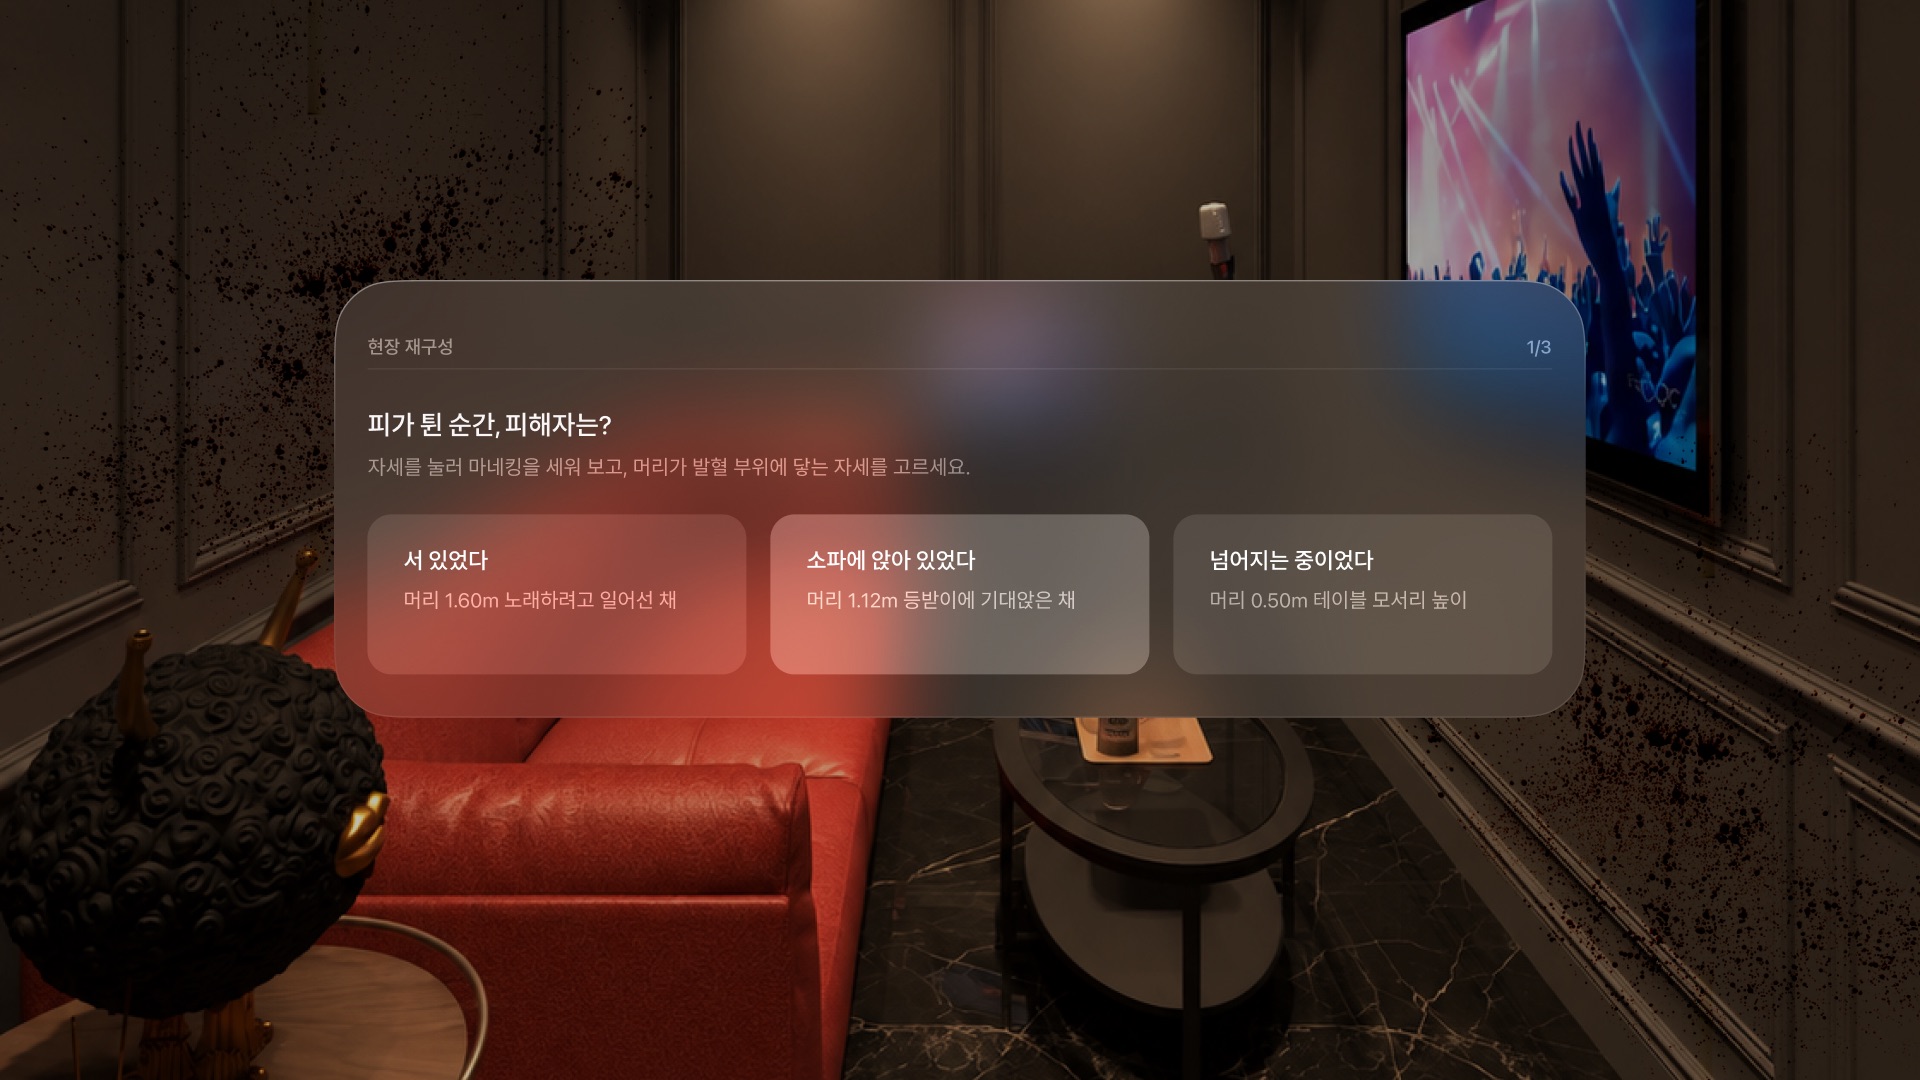 현장 재구성
1/3
피가 튄 순간, 피해자는?
자세를 눌러 마네킹을 세워 보고, 머리가 발혈 부위에 닿는 자세를 고르세요.
서 있었다
머리 1.60m 노래하려고 일어선 채
소파에 앉아 있었다
머리 1.12m 등받이에 기대앉은 채
넘어지는 중이었다
머리 0.50m 테이블 모서리 높이